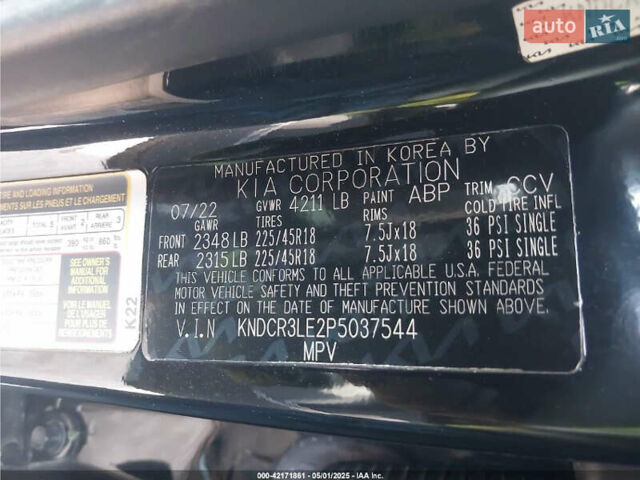 auto RIA
TIRE AND LOADING INFORMATION
SEE OWNER'S
MANUAL FOR
ADDITIONAL
INFORMATION
VOIR LE MANUEL
K22
MANUFACTURED IN KOREA BY
KIA CORPORATION
07/22 GVWR 4211 LB PAINT ABP TRIM CCV
GAWR TIRES RIMS COLD TIRE INFL
FRONT 2348 LB 225/45R18 7.5Jx18 36 PSI SINGLE
REAR 2315 LB 225/45R18 7.5Jx18 36 PSI SINGLE
THIS VEHICLE CONFORMS TO ALL APPLICABLE U.S.A. FEDERAL
MOTOR VEHICLE SAFETY AND THEFT PREVENTION STANDARDS
IN EFFECT ON THE DATE OF MANUFACTURE SHOWN ABOVE.
V.I.N KNDCR3LE2P5037544
MPV
000-42171861 - 05/01/2025 - IAA Inc.